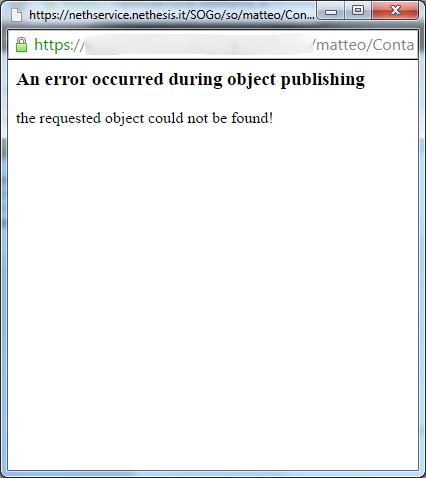 https://nethservice.nethesis.it/SOGo/so/matteo/Con...
https:// /matteo/Conta
An error occurred during object publishing
the requested object could not be found!